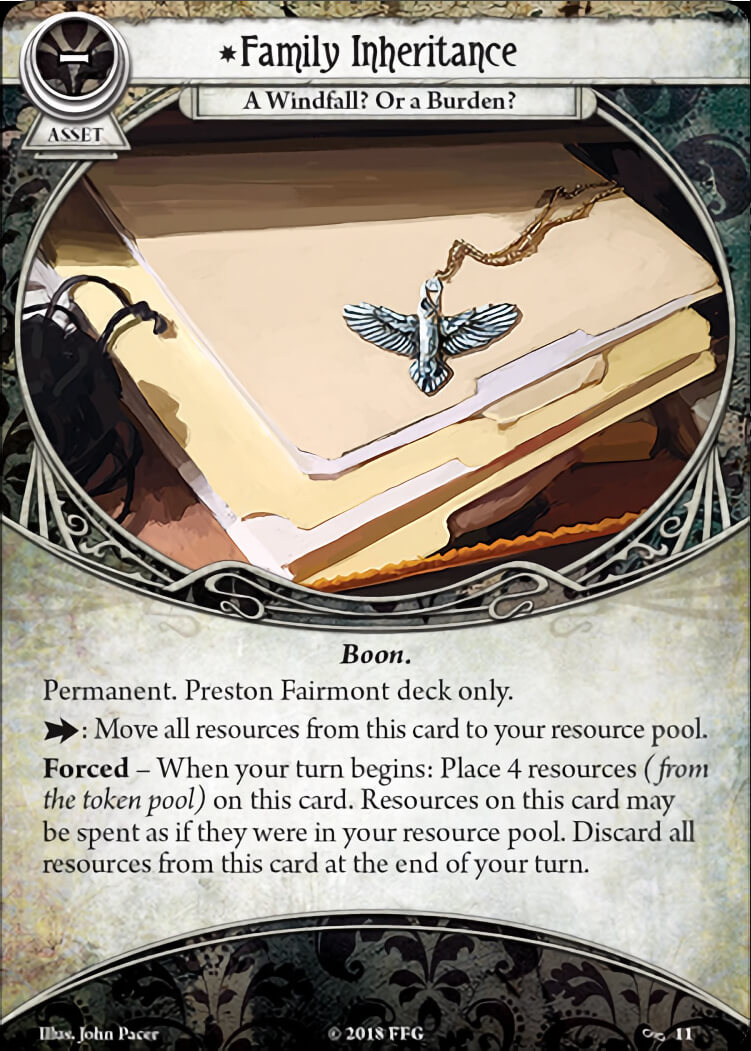 Family Inheritance
A Windfall? Or a Burden?
ASSET
Boon.
Permanent. Preston Fairmont deck only.
: Move all resources from this card to your resource pool.
Forced – When your turn begins: Place 4 resources (from
the token pool) on this card. Resources on this card may
be spent as if they were in your resource pool. Discard all
resources from this card at the end of your turn.
Illus. John Pacer
© 2018 FFG
11